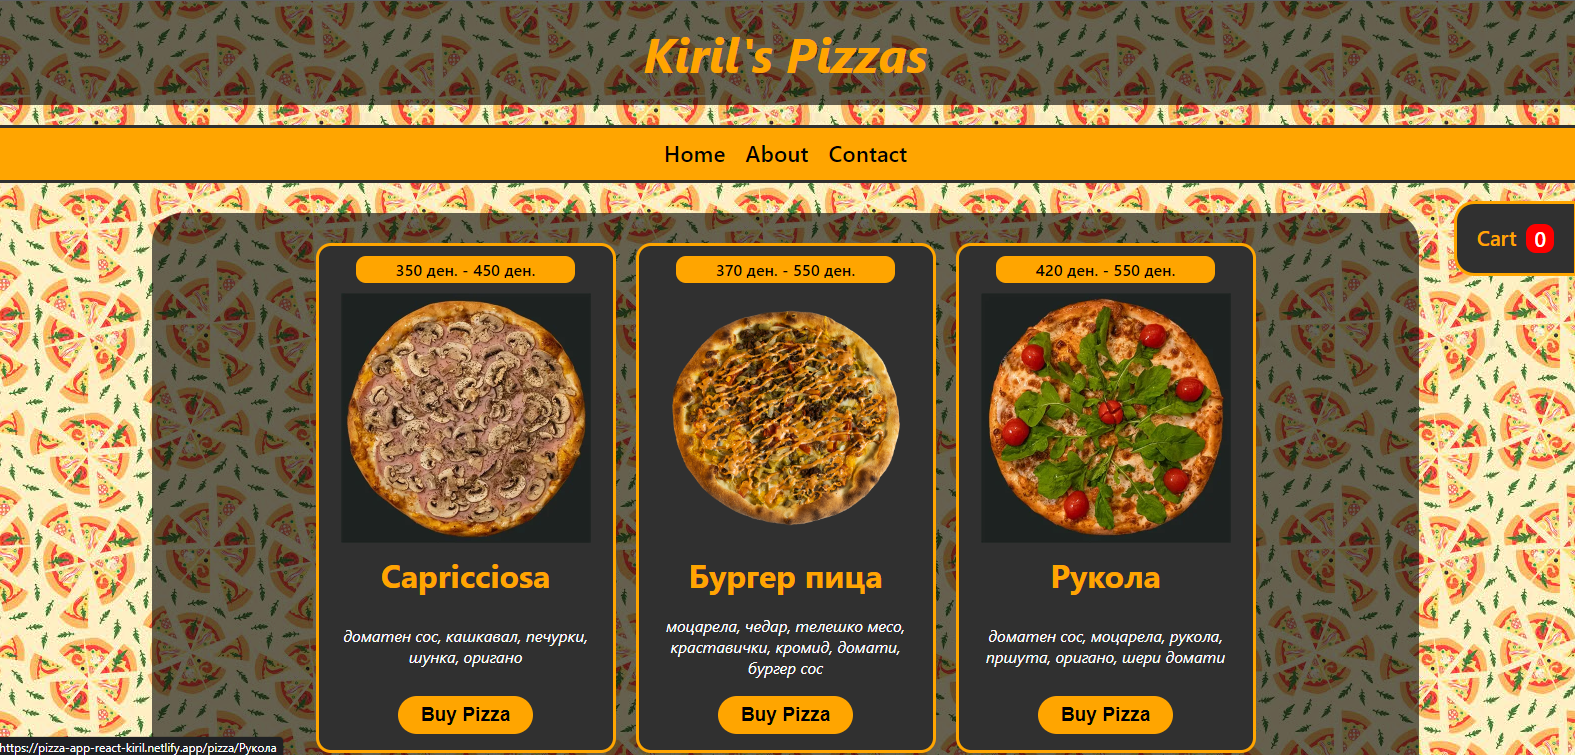 Kiril's Pizzas
Home About Contact
Cart 0
350 ден. - 450 ден.
Capricciosa
доматен сос, кашкавал, печурки,
шунка, оригано
Buy Pizza
370 ден. - 550 ден.
Бургер пица
моцарела, чедар, телешко месо,
краставички, кромид, домати,
бургер сос
Buy Pizza
420 ден. - 550 ден.
Рукола
доматен сос, моцарела, рукола,
пршута, оригано, шери домати
Buy Pizza
https://pizza-app-react-kiril.netlify.app/pizza/Рукола